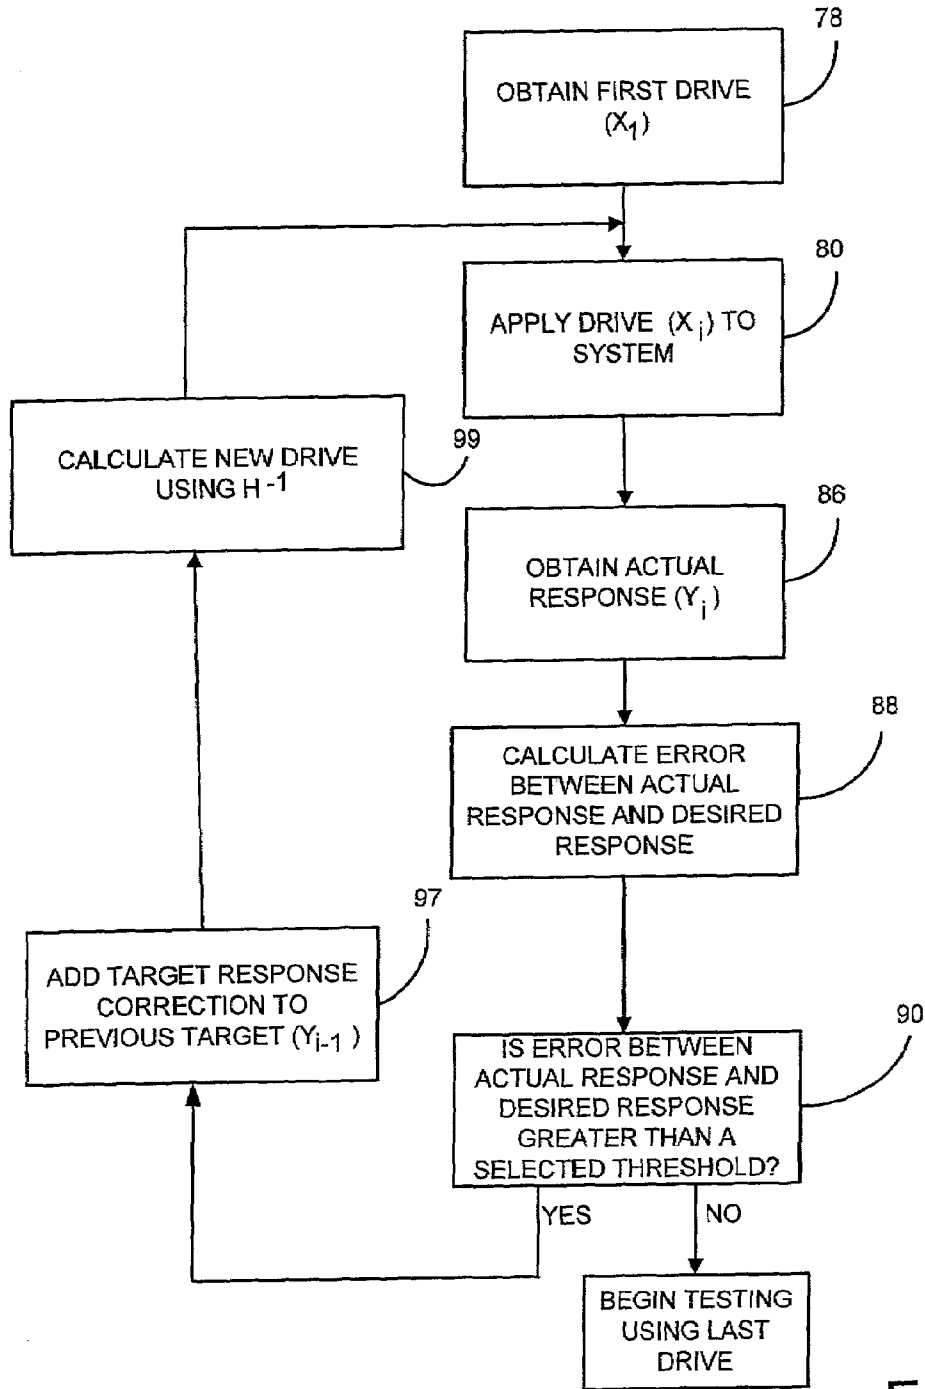 78
OBTAIN FIRST DRIVE
(X1)
80
APPLY DRIVE (Xi) TO
SYSTEM
99
CALCULATE NEW DRIVE
USING H-1
86
OBTAIN ACTUAL
RESPONSE (Yi)
88
CALCULATE ERROR
BETWEEN ACTUAL
RESPONSE AND DESIRED
RESPONSE
97
ADD TARGET RESPONSE
CORRECTION TO
PREVIOUS TARGET (Yi-1)
90
IS ERROR BETWEEN
ACTUAL RESPONSE AND
DESIRED RESPONSE
GREATER THAN A
SELECTED THRESHOLD?
YES
NO
BEGIN TESTING
USING LAST
DRIVE